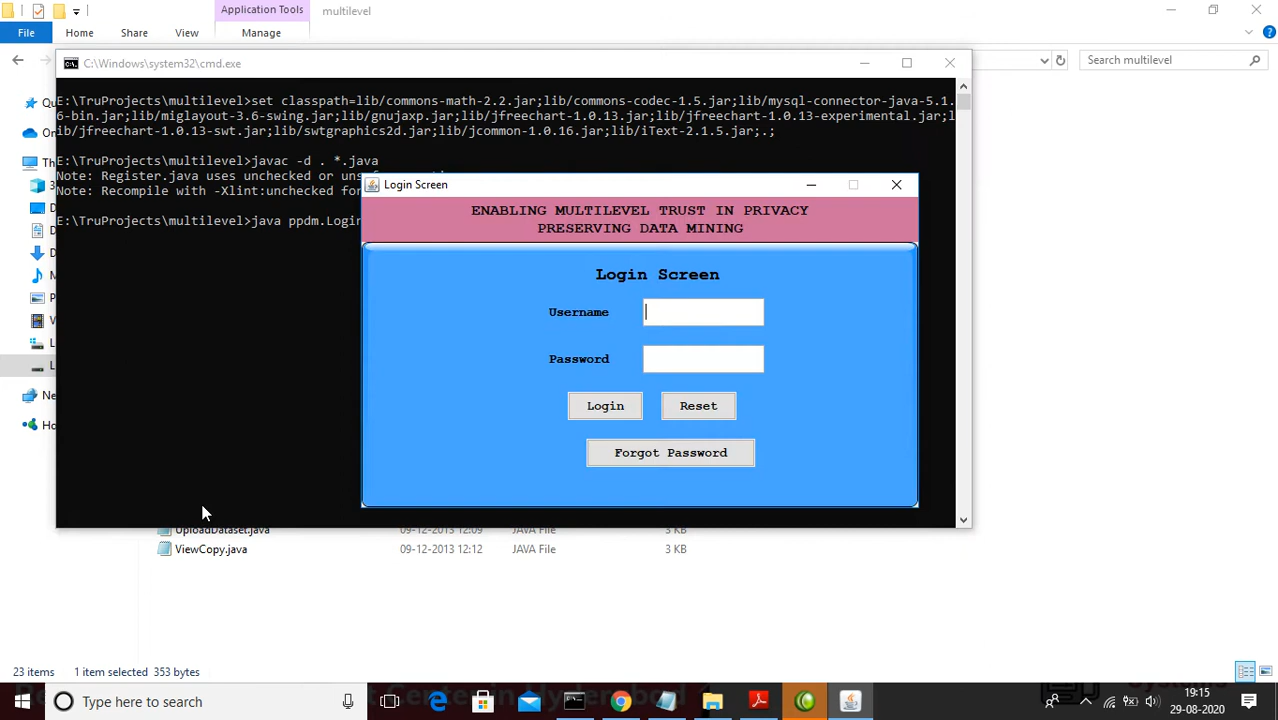 Application Tools
multilevel
File
Home
Share
View
Manage
Search multilevel
C:\Windows\system32\cmd.exe
E:\TruProjects\multilevel>set classpath=lib/commons-math-2.2.jar;lib/commons-codec-1.5.jar;lib/mysql-connector-java-5.1.
6-bin.jar;lib/miglayout-3.6-swing.jar;lib/gnujaxp.jar;lib/jfreechart-1.0.13.jar;lib/jfreechart-1.0.13-experimental.jar;l
ib/jfreechart-1.0.13-swt.jar;lib/swtgraphics2d.jar;lib/jcommon-1.0.16.jar;lib/iText-2.1.5.jar;.;
E:\TruProjects\multilevel>javac -d . *.java
Note: Register.java uses unchecked or
Note: Recompile with -Xlint:unchecked for
E:\TruProjects\multilevel>java ppdm.Login
Login Screen
ENABLING MULTILEVEL TRUST IN PRIVACY
PRESERVING DATA MINING
Login Screen
Username
Password
Login
Reset
Forgot Password
UploadDataset.java
09-12-2013 12:09
JAVA File
3 KB
ViewCopy.java
09-12-2013 12:12
JAVA File
3 KB
23 items
1 item selected 353 bytes
Type here to search
19:15
29-08-2020